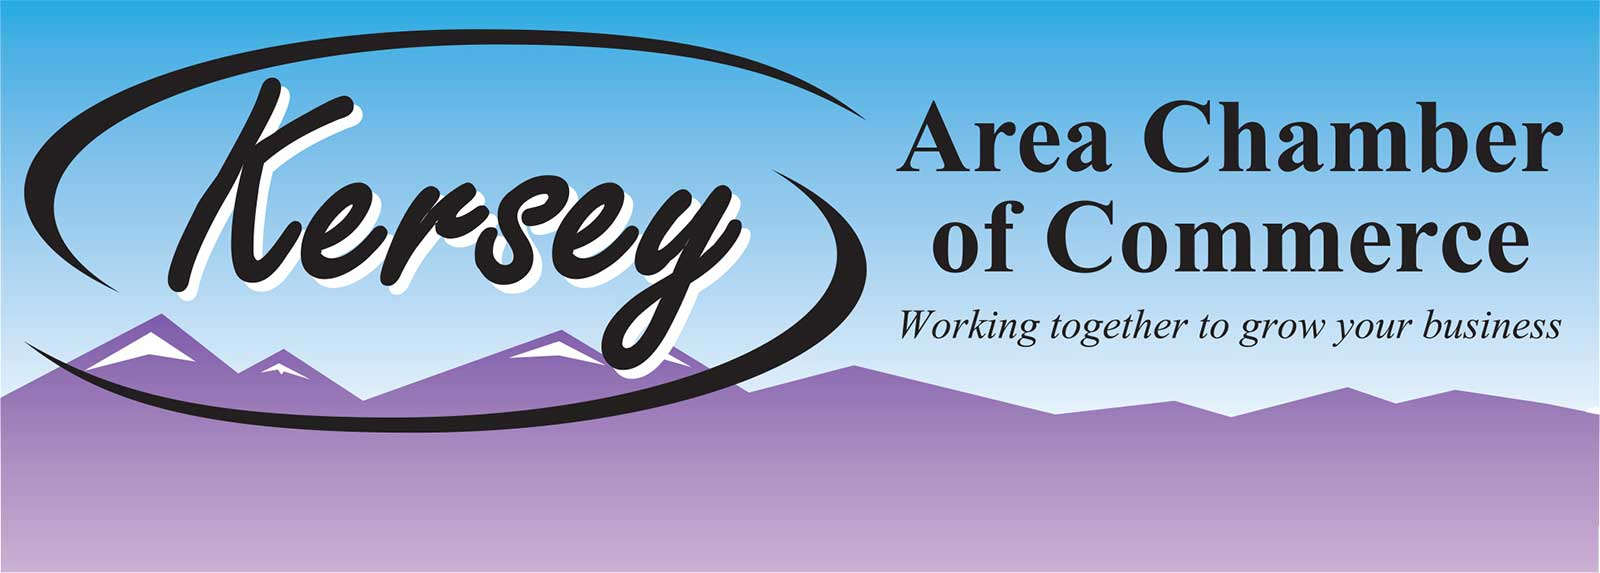 Kersey
Area Chamber
of Commerce
Working together to grow your business